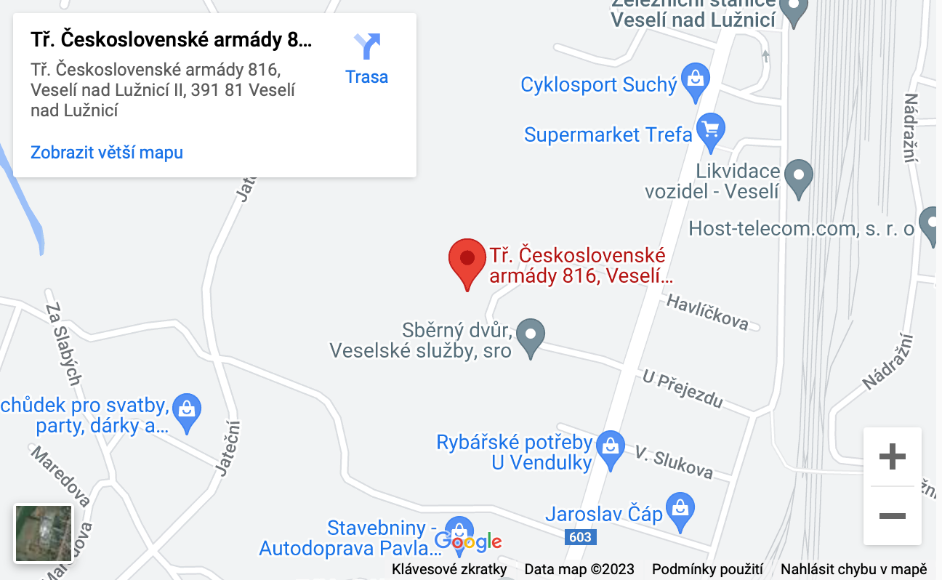 Tř. Československé armády 8...
Tř. Československé armády 816,
Veselí nad Lužnicí II, 391 81 Veselí
nad Lužnicí
Trasa
Zobrazit větší mapu
Železniční stanice
Veselí nad Lužnicí
Cyklosport Suchý
Supermarket Trefa
Nádražní
Likvidace
vozidel - Veselí
Host-telecom.com, s. r. o
Tř. Československé
armády 816, Veselí...
Havlíčkova
Sběrný dvůr,
Veselské služby, sro
Za Slabých
Nádražní
U Přejezdu
chůdek pro svatby,
party, dárky a...
Jateční
Rybářské potřeby
U Vendulky
V. Slukova
Maredova
Maredova
Jaroslav Čáp
603
Stavebniny -
Autodoprava Pavla...
Google
Klávesové zkratky
Data map ©2023
Podmínky použití
Nahlásit chybu v mapě